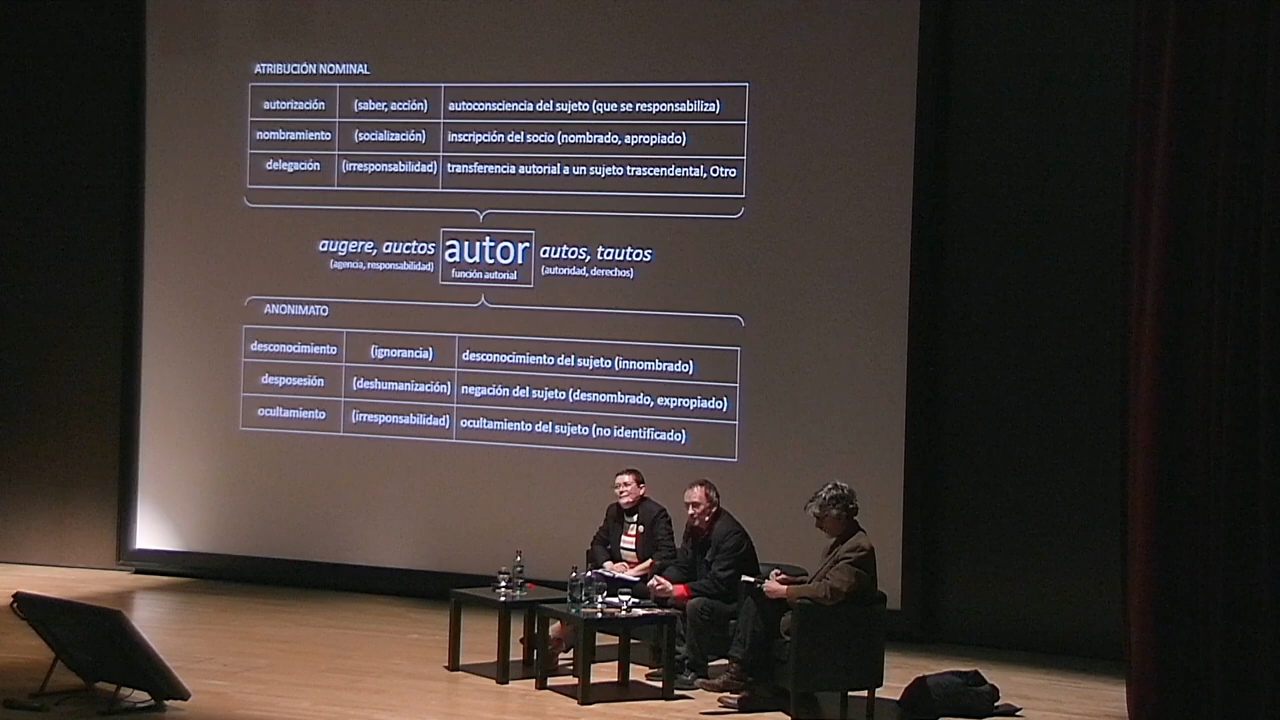 ATRIBUCIÓN NOMINAL
autorización (saber, acción) autoconsciencia del sujeto (que se responsabiliza)
nombramiento (socialización) inscripción del socio (nombrado, apropiado)
delegación (irresponsabilidad) transferencia autorial a un sujeto trascendental, Otro
augere, auctos autor autos, tautos
(agencia, responsabilidad) función autorial (autoridad, derechos)
ANONIMATO
desconocimiento (ignorancia) desconocimiento del sujeto (innombrado)
desposesión (deshumanización) negación del sujeto (desnombrado, expropiado)
ocultamiento (irresponsabilidad) ocultamiento del sujeto (no identificado)